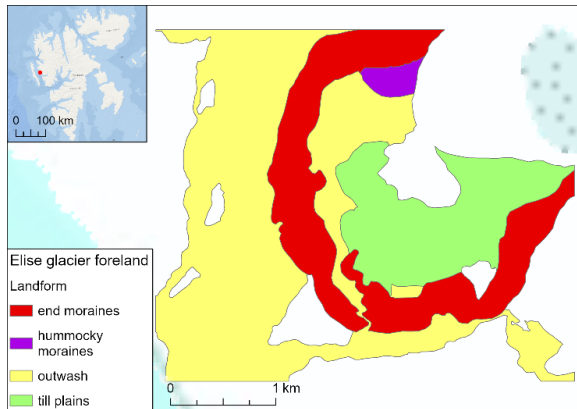 0 100 km
Elise glacier foreland
Landform
end moraines
hummocky
moraines
outwash
till plains
0 1 km